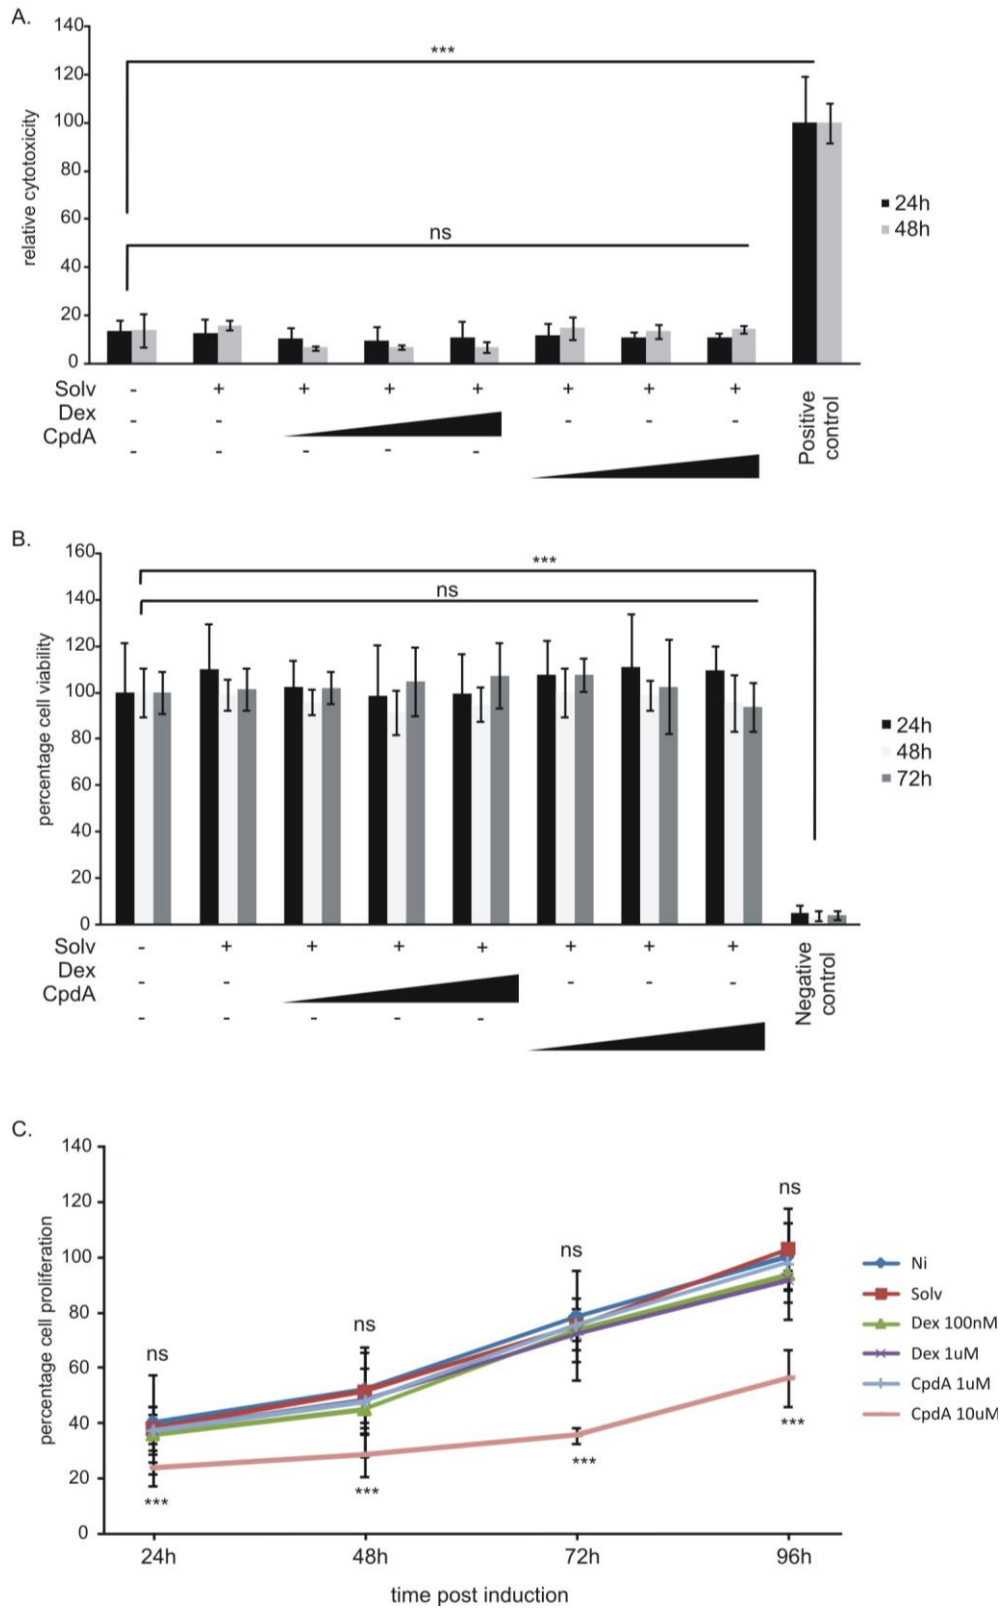 A.
140
120
100
80
60
40
20
0
relative cytotoxicity
***
ns
24h
48h
Solv - + + + + + + +
Dex - - - - -
CpdA - - - - -
Positive control
B.
160
140
120
100
80
60
40
20
0
percentage cell viability
***
ns
24h
48h
72h
Solv - + + + + + + +
Dex - - - - -
CpdA - - - - -
Negative control
C.
140
120
100
80
60
40
20
0
percentage cell proliferation
ns
ns
ns
ns
***
***
***
***
Ni
Solv
Dex 100nM
Dex 1uM
CpdA 1uM
CpdA 10uM
24h 48h 72h 96h
time post induction